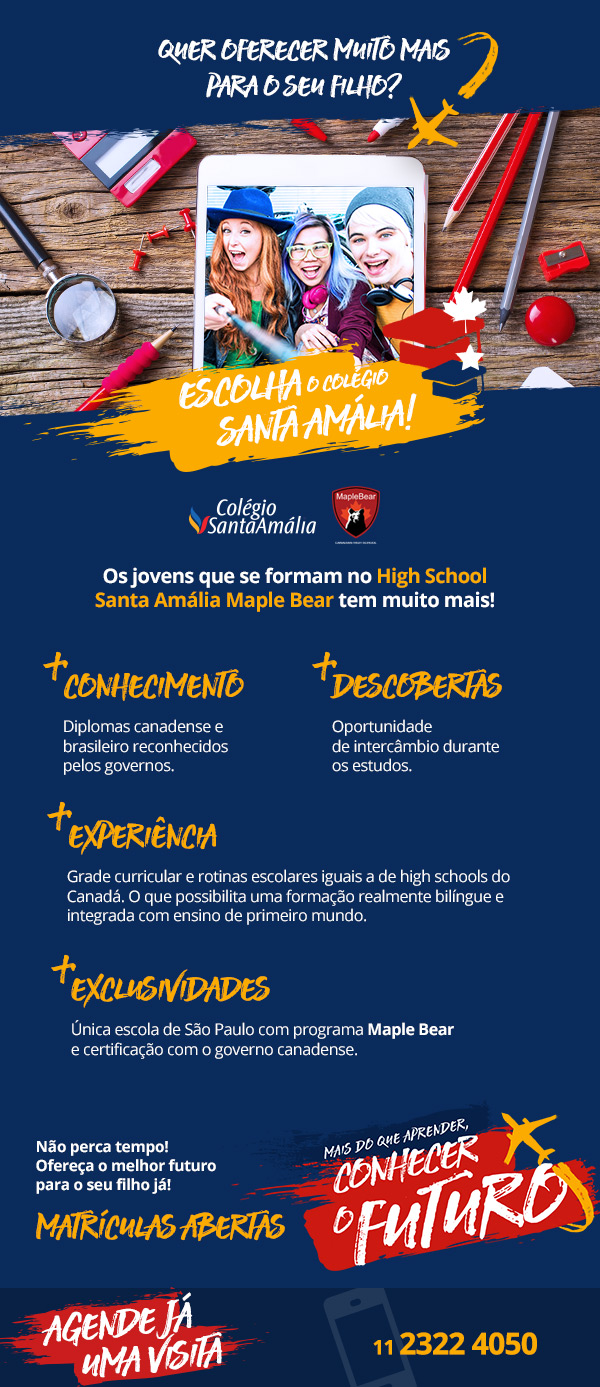 QUER OFERECER MUITO MAIS
PARA O SEU FILHO?
ESCOLHA O COLÉGIO
SANTA AMÁLIA!
Colégio
SantaAmália
MapleBear
Os jovens que se formam no High School
Santa Amália Maple Bear tem muito mais!
+CONHECIMENTO
Diplomas canadense e
brasileiro reconhecidos
pelos governos.
+DESCOBERTAS
Oportunidade
de intercâmbio durante
os estudos.
+EXPERIÊNCIA
Grade curricular e rotinas escolares iguais a de high schools do
Canadá. O que possibilita uma formação realmente bilíngue e
integrada com ensino de primeiro mundo.
+EXCLUSIVIDADES
Única escola de São Paulo com programa Maple Bear
e certificação com o governo canadense.
Não perca tempo!
Ofereça o melhor futuro
para o seu filho já!
MATRÍCULAS ABERTAS
MAIS DO QUE APRENDER,
CONHECER
O FUTURO
AGENDE JÁ
UMA VISITA
11 2322 4050